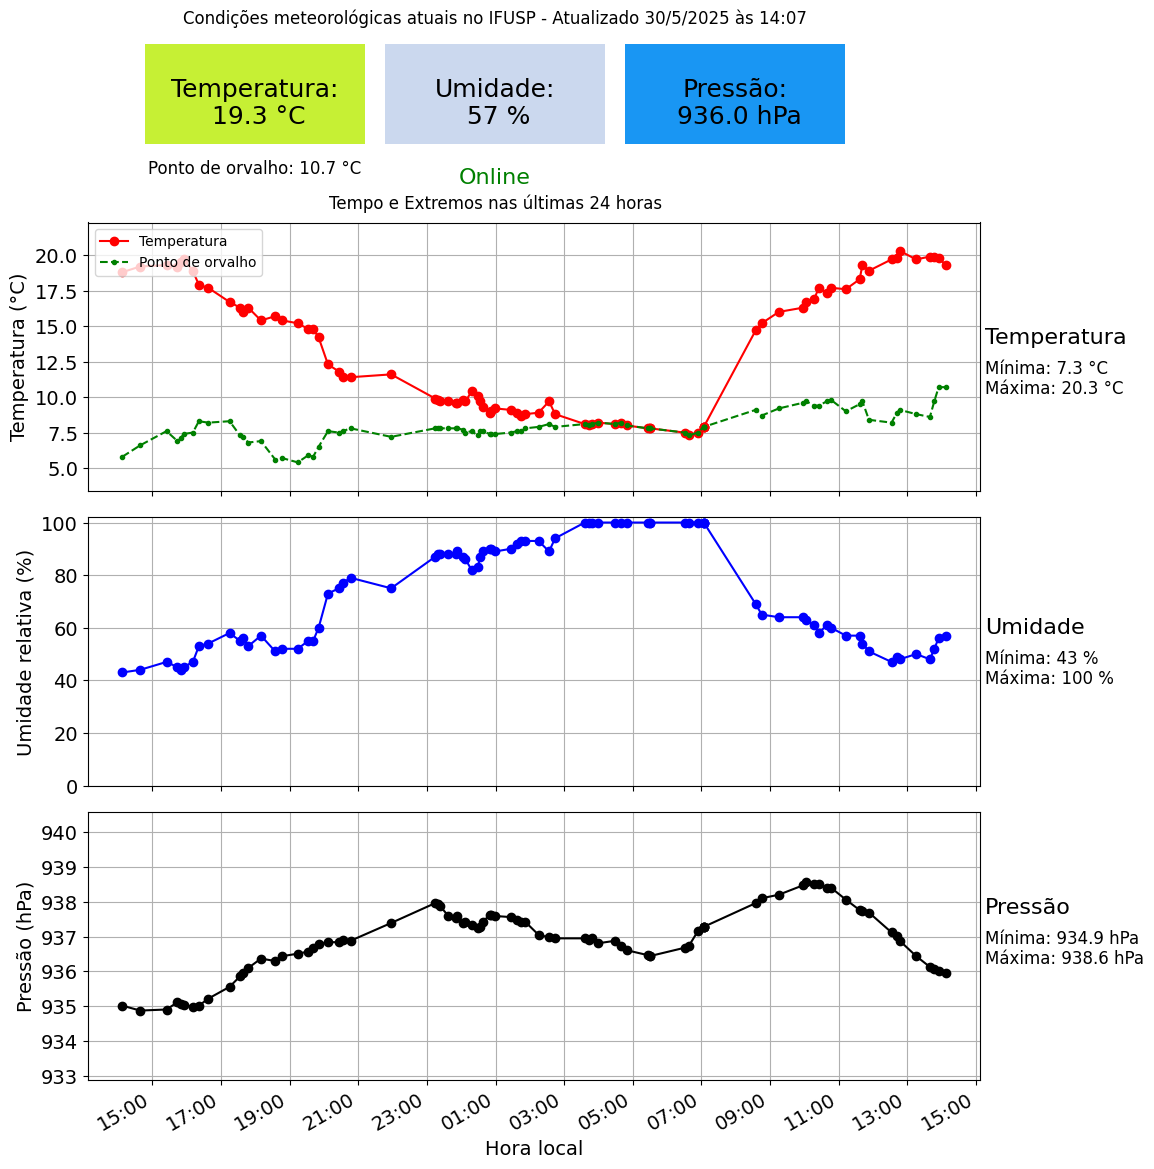 Condições meteorológicas atuais no IFUSP - Atualizado 30/5/2025 às 14:07
Temperatura:
19.3 °C
Umidade:
57 %
Pressão:
936.0 hPa
Ponto de orvalho: 10.7 °C
Online
Tempo e Extremos nas últimas 24 horas
Temperatura
Ponto de orvalho
Temperatura (°C)
20.0
17.5
15.0
12.5
10.0
7.5
5.0
Temperatura
Mínima: 7.3 °C
Máxima: 20.3 °C
Umidade relativa (%)
100
80
60
40
20
0
Umidade
Mínima: 43 %
Máxima: 100 %
Pressão (hPa)
940
939
938
937
936
935
934
933
Pressão
Mínima: 934.9 hPa
Máxima: 938.6 hPa
15:00
17:00
19:00
21:00
23:00
01:00
03:00
05:00
07:00
09:00
11:00
13:00
15:00
Hora local